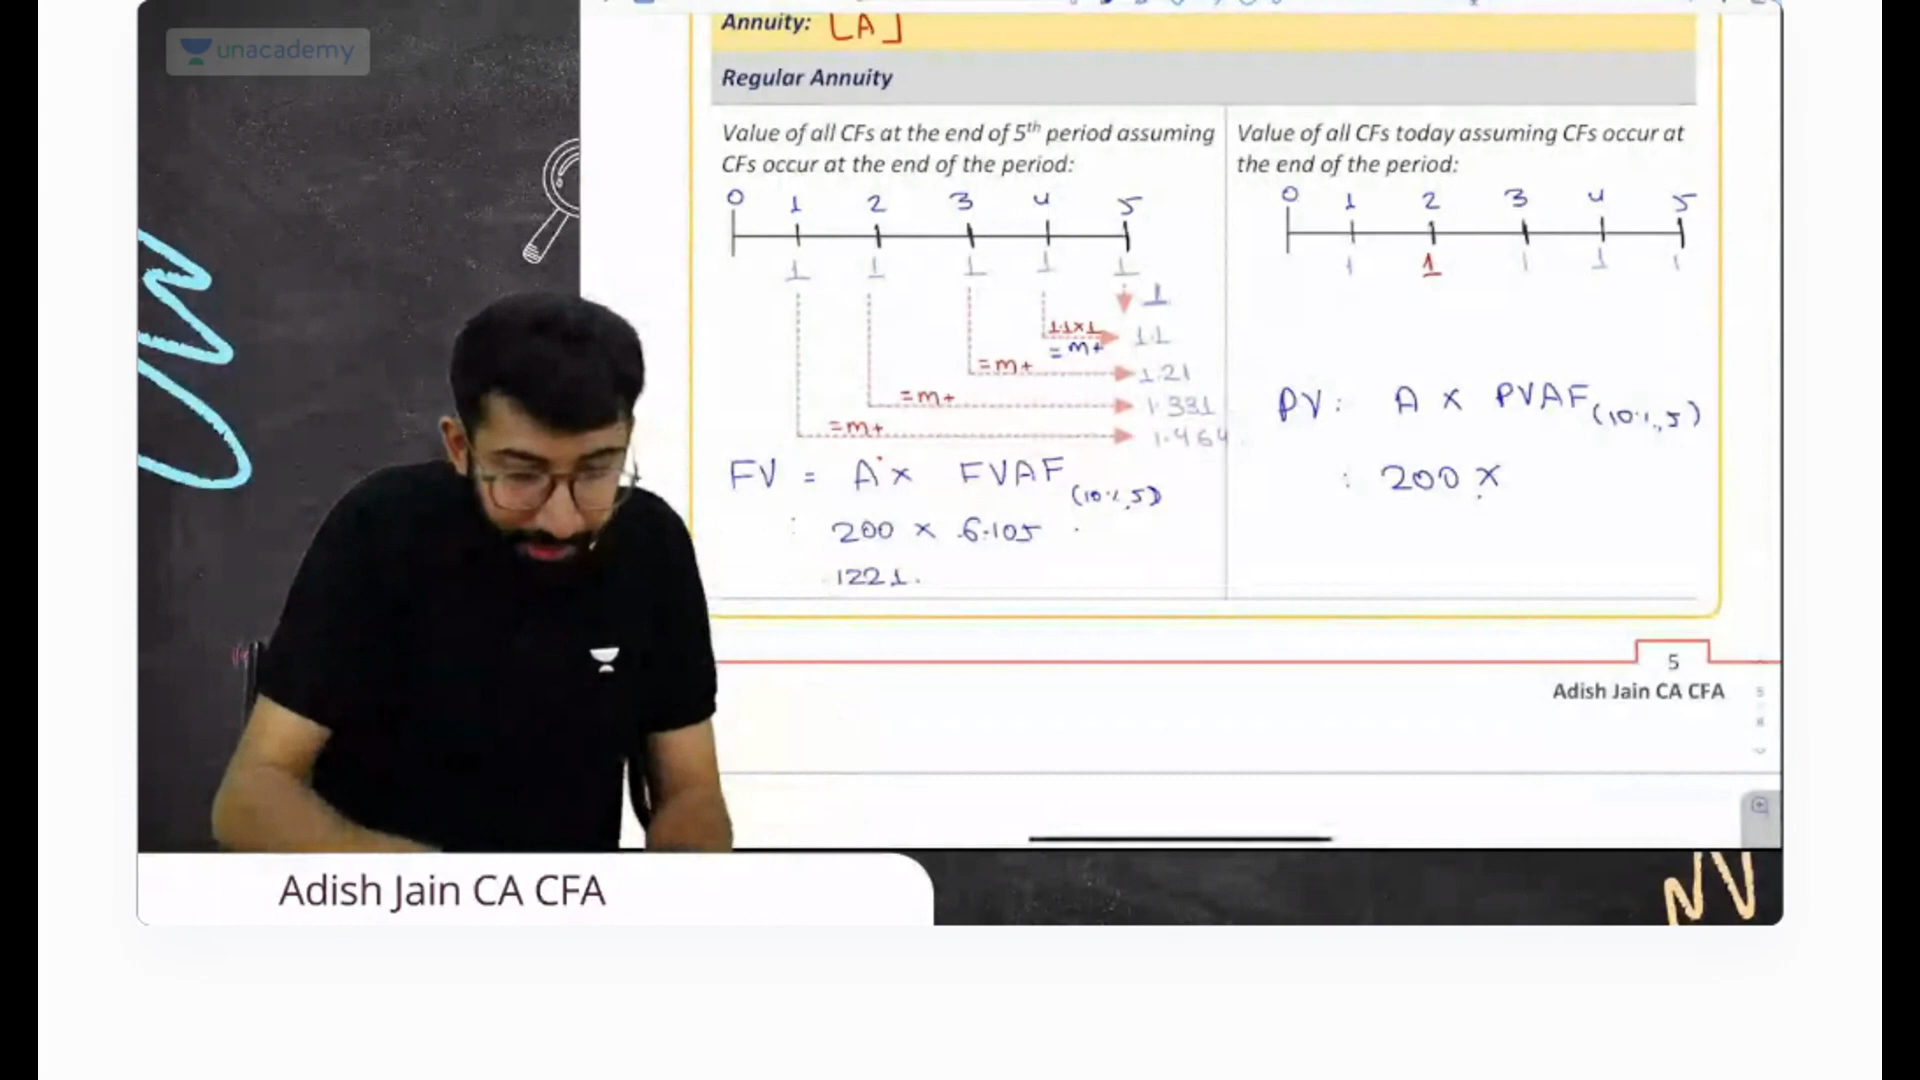 unacademy
Annuity: [A]
Regular Annuity
Value of all CFs at the end of 5th period assuming
CFs occur at the end of the period:
0 1 2 3 4 5
1 1 1 1 1
1
1.1×1 1.1
= m+
= m+ 1.21
= m+ 1.331
= m+ 1.464
FV = A × FVAF (10%, 5)
: 200 × 6.105
1221.
Value of all CFs today assuming CFs occur at
the end of the period:
0 1 2 3 4 5
1 1 1 1 1
PV: A × PVAF (10%, 5)
: 200 ×
5
Adish Jain CA CFA
Adish Jain CA CFA